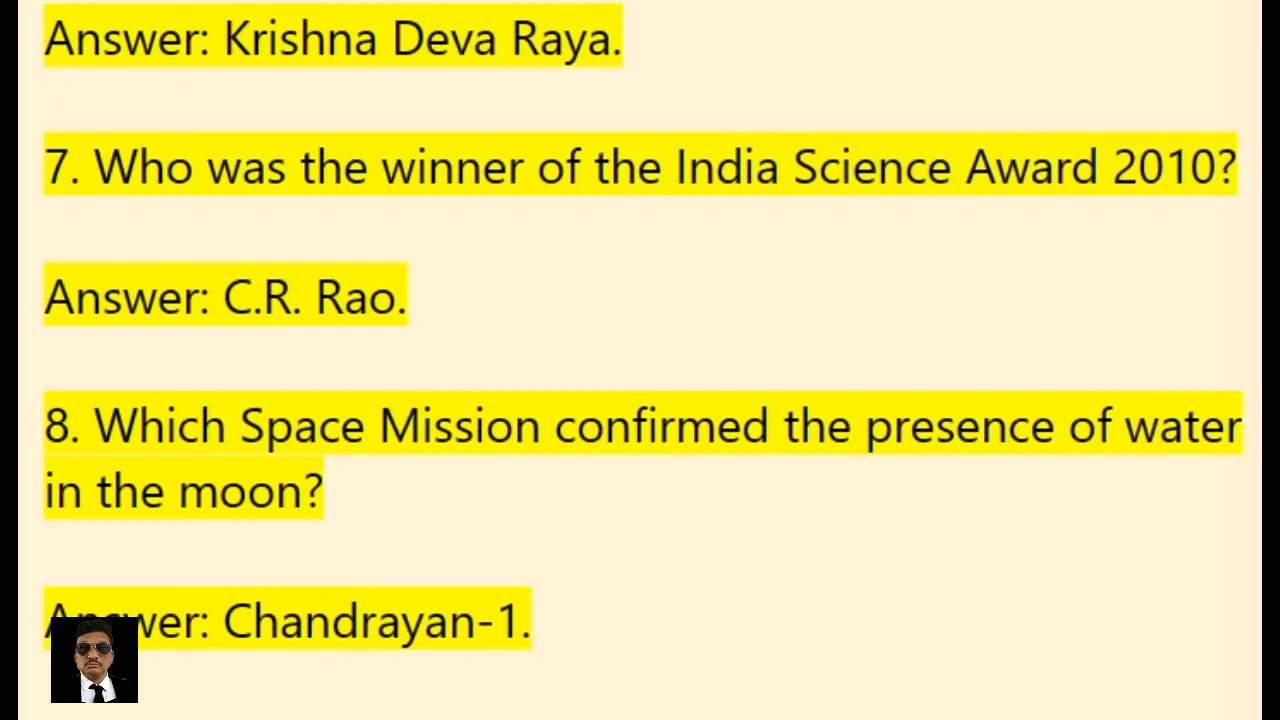 Answer: Krishna Deva Raya.
7. Who was the winner of the India Science Award 2010?
Answer: C.R. Rao.
8. Which Space Mission confirmed the presence of water
in the moon?
Answer: Chandrayan-1.